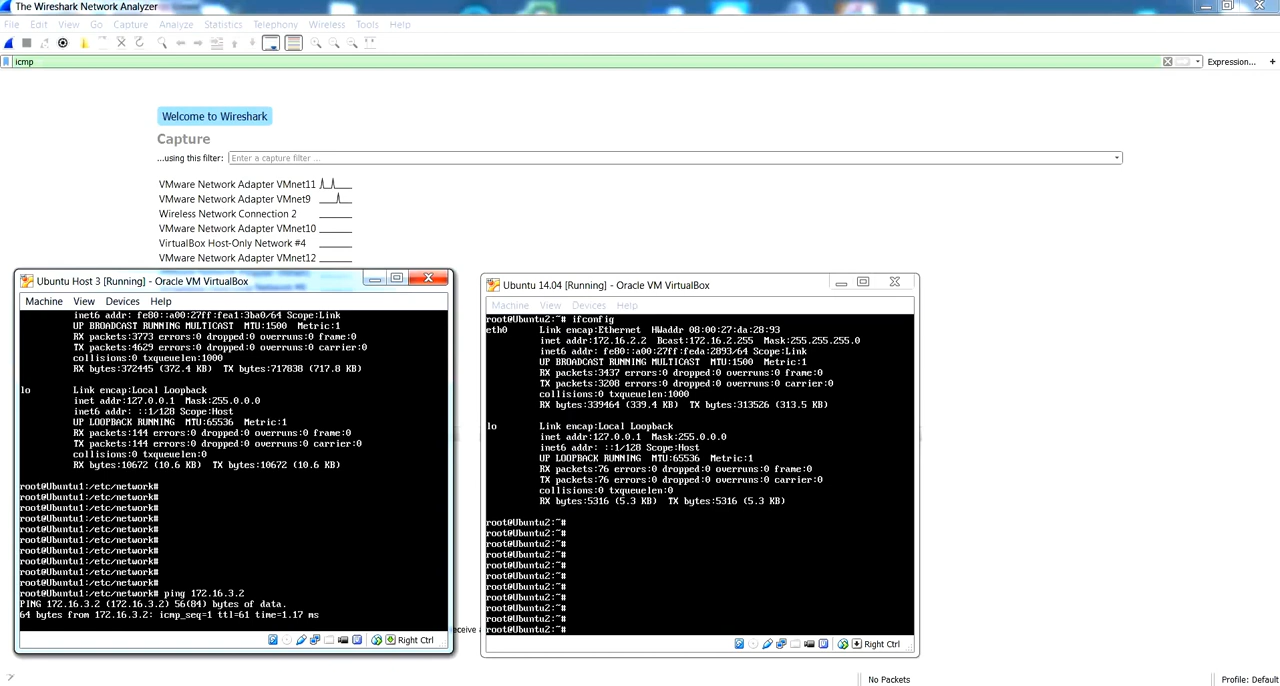 The Wireshark Network Analyzer
File Edit View Go Capture Analyze Statistics Telephony Wireless Tools Help
icmp
Expression... +
Welcome to Wireshark
Capture
...using this filter: Enter a capture filter ...
VMware Network Adapter VMnet11
VMware Network Adapter VMnet9
Wireless Network Connection 2
VMware Network Adapter VMnet10
VirtualBox Host-Only Network #4
VMware Network Adapter VMnet12
Ubuntu Host 3 [Running] - Oracle VM VirtualBox
Machine View Devices Help
inet6 addr: fe80::a00:27ff:fea1:3ba0/64 Scope:Link
UP BROADCAST RUNNING MULTICAST MTU:1500 Metric:1
RX packets:3773 errors:0 dropped:0 overruns:0 frame:0
TX packets:4629 errors:0 dropped:0 overruns:0 carrier:0
collisions:0 txqueuelen:1000
RX bytes:372445 (372.4 KB) TX bytes:717838 (717.8 KB)
lo Link encap:Local Loopback
inet addr:127.0.0.1 Mask:255.0.0.0
inet6 addr: ::1/128 Scope:Host
UP LOOPBACK RUNNING MTU:65536 Metric:1
RX packets:144 errors:0 dropped:0 overruns:0 frame:0
TX packets:144 errors:0 dropped:0 overruns:0 carrier:0
collisions:0 txqueuelen:0
RX bytes:10672 (10.6 KB) TX bytes:10672 (10.6 KB)
root@Ubuntu1:/etc/network#
root@Ubuntu1:/etc/network#
root@Ubuntu1:/etc/network#
root@Ubuntu1:/etc/network#
root@Ubuntu1:/etc/network#
root@Ubuntu1:/etc/network#
root@Ubuntu1:/etc/network#
root@Ubuntu1:/etc/network#
root@Ubuntu1:/etc/network#
root@Ubuntu1:/etc/network#
root@Ubuntu1:/etc/network# ping 172.16.3.2
PING 172.16.3.2 (172.16.3.2) 56(84) bytes of data.
64 bytes from 172.16.3.2: icmp_seq=1 ttl=61 time=1.17 ms
Right Ctrl
Ubuntu 14.04 [Running] - Oracle VM VirtualBox
Machine View Devices Help
root@Ubuntu2:~# ifconfig
eth0 Link encap:Ethernet HWaddr 08:00:27:da:28:93
inet addr:172.16.2.2 Bcast:172.16.2.255 Mask:255.255.255.0
inet6 addr: fe80::a00:27ff:feda:2893/64 Scope:Link
UP BROADCAST RUNNING MULTICAST MTU:1500 Metric:1
RX packets:3437 errors:0 dropped:0 overruns:0 frame:0
TX packets:3208 errors:0 dropped:0 overruns:0 carrier:0
collisions:0 txqueuelen:1000
RX bytes:339464 (339.4 KB) TX bytes:313526 (313.5 KB)
lo Link encap:Local Loopback
inet addr:127.0.0.1 Mask:255.0.0.0
inet6 addr: ::1/128 Scope:Host
UP LOOPBACK RUNNING MTU:65536 Metric:1
RX packets:76 errors:0 dropped:0 overruns:0 frame:0
TX packets:76 errors:0 dropped:0 overruns:0 carrier:0
collisions:0 txqueuelen:0
RX bytes:5316 (5.3 KB) TX bytes:5316 (5.3 KB)
root@Ubuntu2:~#
root@Ubuntu2:~#
root@Ubuntu2:~#
root@Ubuntu2:~#
root@Ubuntu2:~#
root@Ubuntu2:~#
root@Ubuntu2:~#
root@Ubuntu2:~#
root@Ubuntu2:~#
root@Ubuntu2:~#
root@Ubuntu2:~#
Right Ctrl
No Packets
Profile: Default